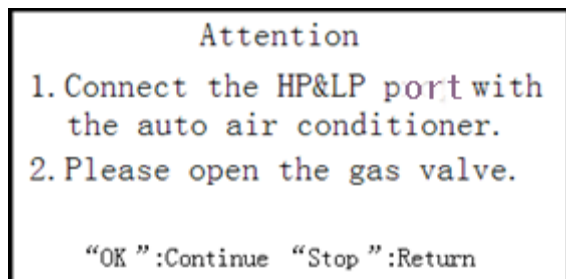 Attention
1. Connect the HP&LP port with
the auto air conditioner.
2. Please open the gas valve.
“OK ”:Continue “Stop ”:Return